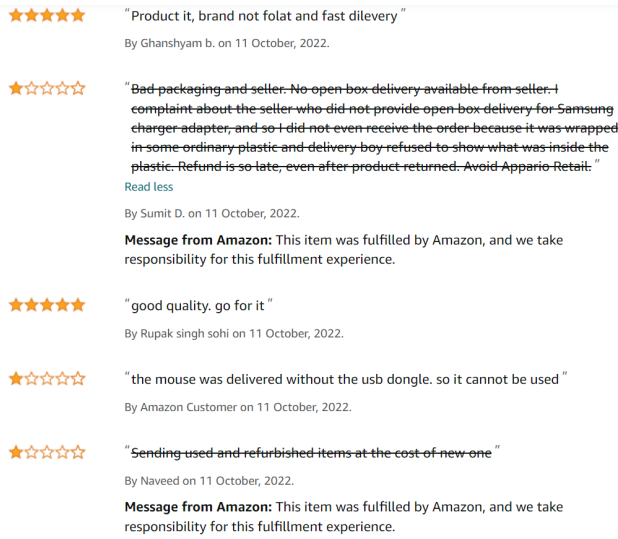 “Product it, brand not folat and fast dilevery”
By Ghanshyam b. on 11 October, 2022.
“Bad packaging and seller. No open box delivery available from seller. I
complaint about the seller who did not provide open box delivery for Samsung
charger adapter, and so I did not even receive the order because it was wrapped
in some ordinary plastic and delivery boy refused to show what was inside the
plastic. Refund is so late, even after product returned. Avoid Appario Retail.”
Read less
By Sumit D. on 11 October, 2022.
Message from Amazon: This item was fulfilled by Amazon, and we take
responsibility for this fulfillment experience.
“good quality. go for it”
By Rupak singh sohi on 11 October, 2022.
“the mouse was delivered without the usb dongle. so it cannot be used”
By Amazon Customer on 11 October, 2022.
“Sending used and refurbished items at the cost of new one”
By Naveed on 11 October, 2022.
Message from Amazon: This item was fulfilled by Amazon, and we take
responsibility for this fulfillment experience.